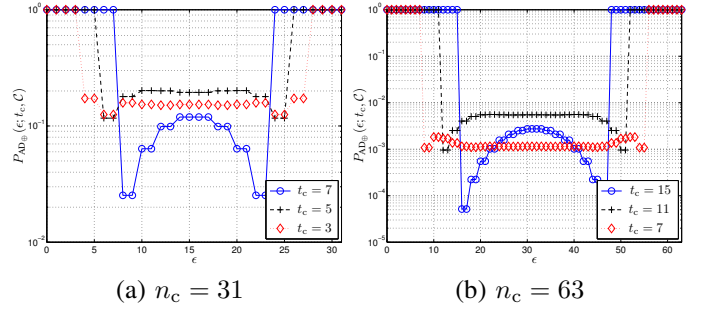 10^0
10^{-1}
10^{-2}
P_{AD_⊕}(ϵ; t_c, C)
0 5 10 15 20 25 30
ϵ
t_c = 7
t_c = 5
t_c = 3
(a) n_c = 31
10^0
10^{-1}
10^{-2}
10^{-3}
10^{-4}
10^{-5}
P_{AD_⊕}(ϵ; t_c, C)
0 10 20 30 40 50 60
ϵ
t_c = 15
t_c = 11
t_c = 7
(b) n_c = 63